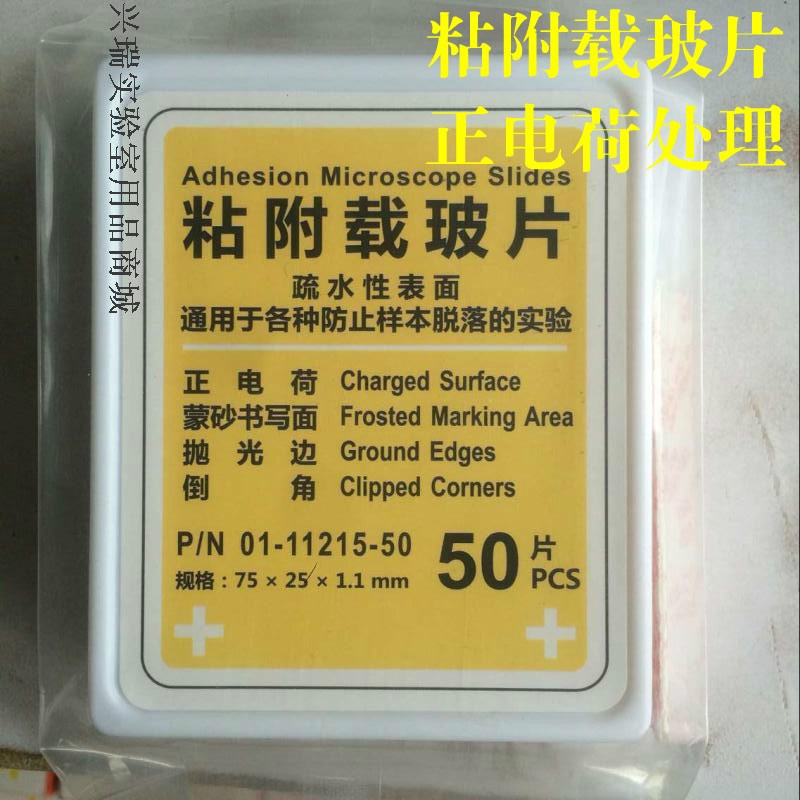 粘附载玻片
正电荷处理
兴瑞实验室用品商城
Adhesion Microscope Slides
粘附载玻片
疏水性表面
通用于各种防止样本脱落的实验
正电荷 Charged Surface
蒙砂书写面 Frosted Marking Area
抛光边 Ground Edges
倒角 Clipped Corners
P/N 01-11215-50
50片 PCS
规格：75 × 25 × 1.1 mm